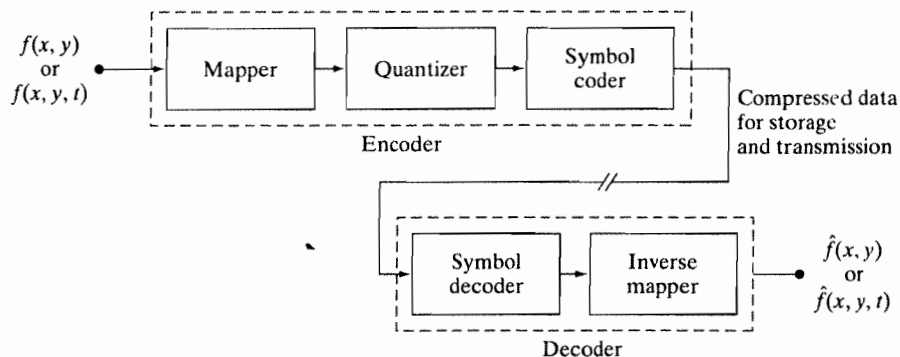 f(x, y)
or
f(x, y, t)
Mapper
Quantizer
Symbol
coder
Encoder
Compressed data
for storage
and transmission
Symbol
decoder
Inverse
mapper
Decoder
f̂(x, y)
or
f̂(x, y, t)